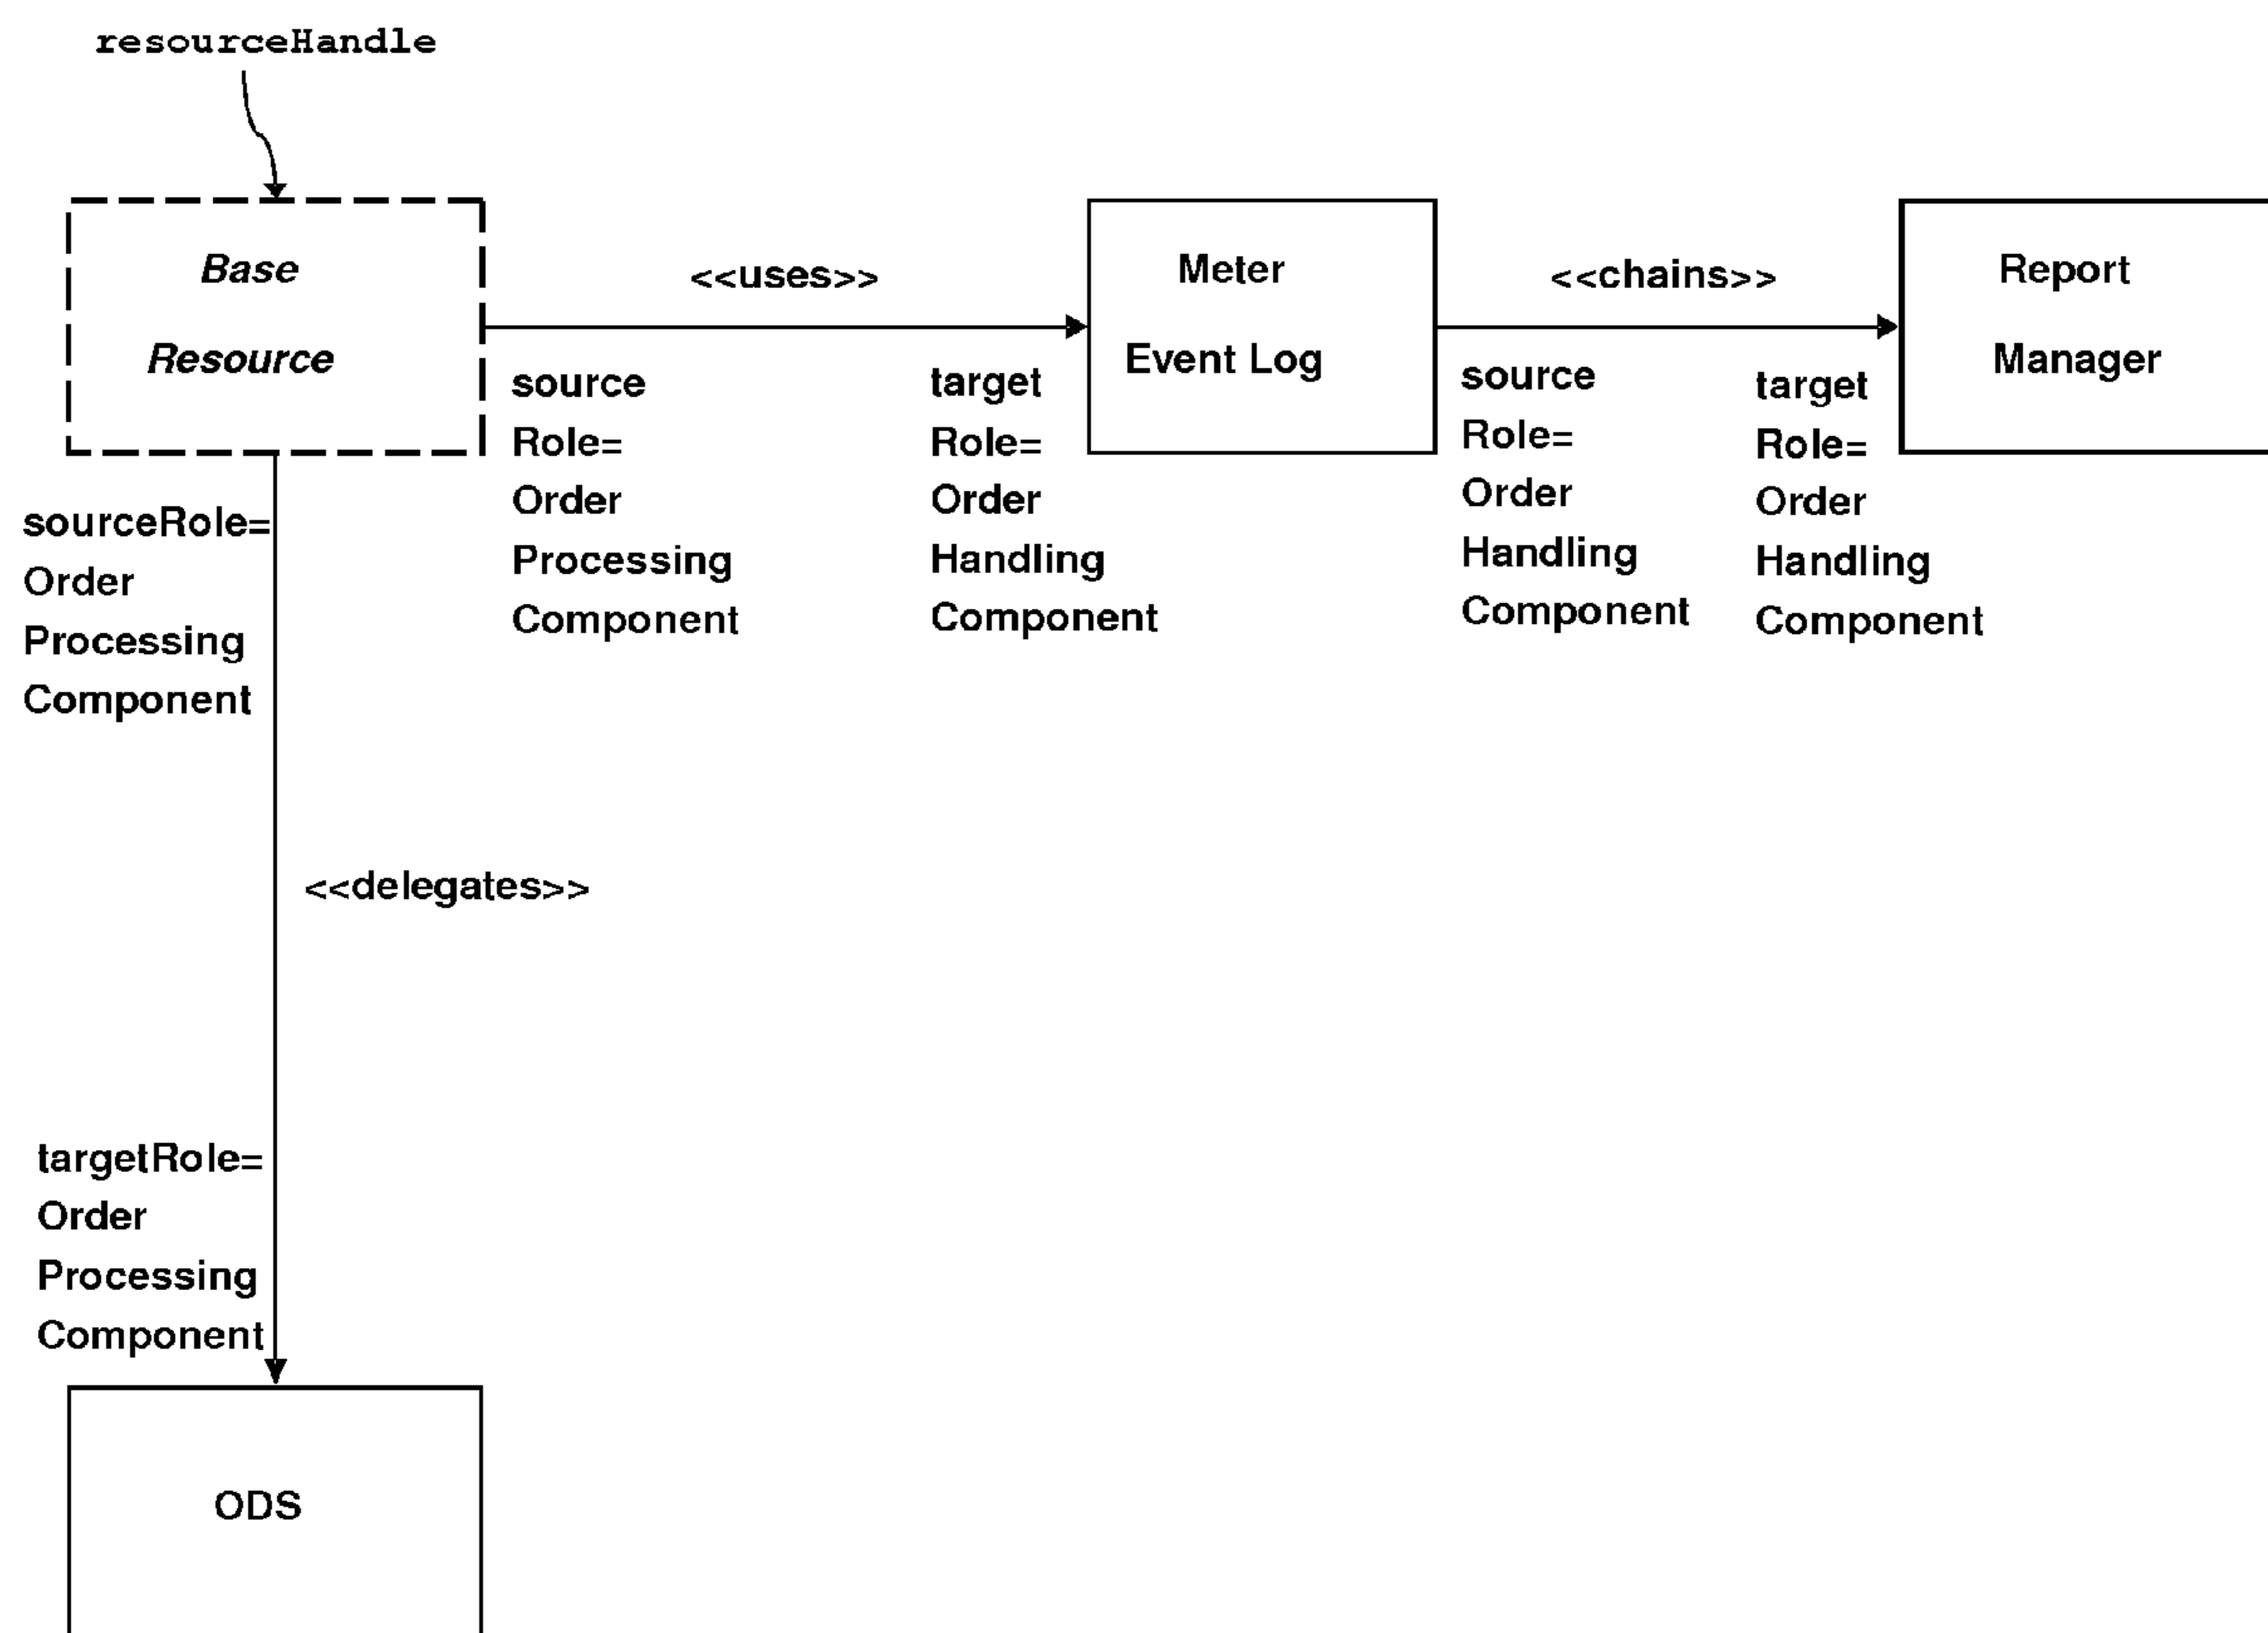 resourceHandle
Base
Resource
<<uses>>
Meter
Event Log
<<chains>>
Report
Manager
source
Role=
Order
Processing
Component
target
Role=
Order
Handling
Component
source
Role=
Order
Handling
Component
target
Role=
Order
Handling
Component
sourceRole=
Order
Processing
Component
<<delegates>>
targetRole=
Order
Processing
Component
ODS